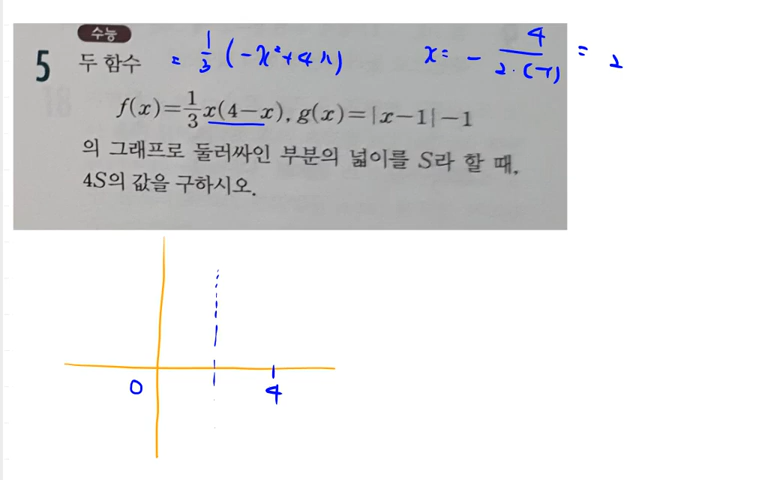 수능
5 두 함수 = 1/3 (-x²+4x) x = - 4/(2·(-1)) = 2
f(x)=1/3 x(4-x), g(x)=|x-1|-1
의 그래프로 둘러싸인 부분의 넓이를 S라 할 때,
4S의 값을 구하시오.
0 4